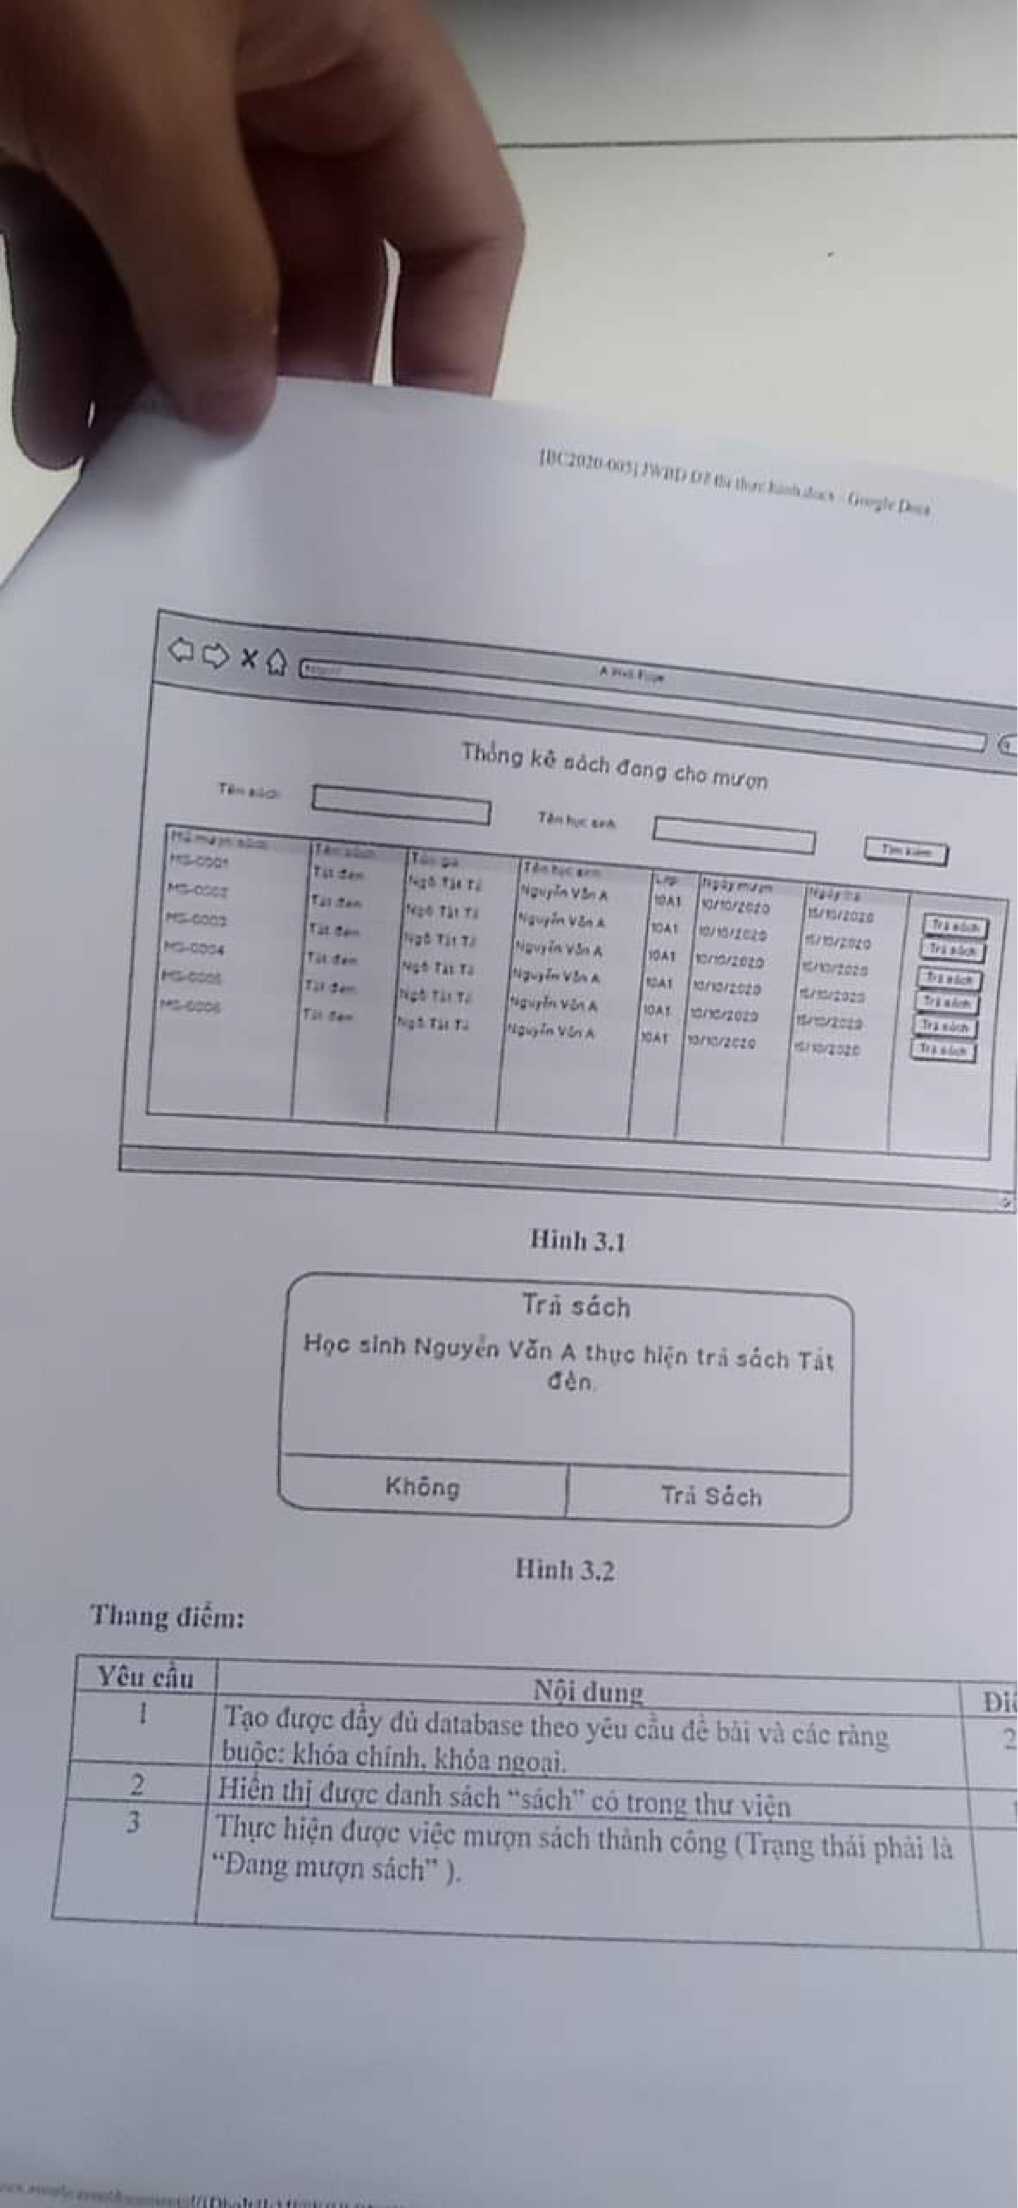 [BC2020-005] JWBD Đề thi thực hành.docx - Google Docs
A Web Page
Thống kê sách đang cho mượn
Tên sách Tên học sinh Tìm kiếm
Mã mượn sách Tên sách Tác giả Tên học sinh Lớp Ngày mượn Ngày trả
MS-0001 Tắt đèn Ngô Tất Tố Nguyễn Văn A 10A1 10/10/2020 15/10/2020 Trả sách
MS-0002 Tắt đèn Ngô Tất Tố Nguyễn Văn A 10A1 10/10/2020 15/10/2020 Trả sách
MS-0003 Tắt đèn Ngô Tất Tố Nguyễn Văn A 10A1 10/10/2020 15/10/2020 Trả sách
MS-0004 Tắt đèn Ngô Tất Tố Nguyễn Văn A 10A1 10/10/2020 15/10/2020 Trả sách
MS-0005 Tắt đèn Ngô Tất Tố Nguyễn Văn A 10A1 10/10/2020 15/10/2020 Trả sách
MS-0006 Tắt đèn Ngô Tất Tố Nguyễn Văn A 10A1 10/10/2020 15/10/2020 Trả sách
Hình 3.1
Trả sách
Học sinh Nguyễn Văn A thực hiện trả sách Tắt
đèn.
Không Trả Sách
Hình 3.2
Thang điểm:
Yêu cầu Nội dung Điể
1 Tạo được đầy đủ database theo yêu cầu đề bài và các ràng 2
buộc: khóa chính, khóa ngoại.
2 Hiển thị được danh sách “sách” có trong thư viện 1
3 Thực hiện được việc mượn sách thành công (Trạng thái phải là
“Đang mượn sách” ).